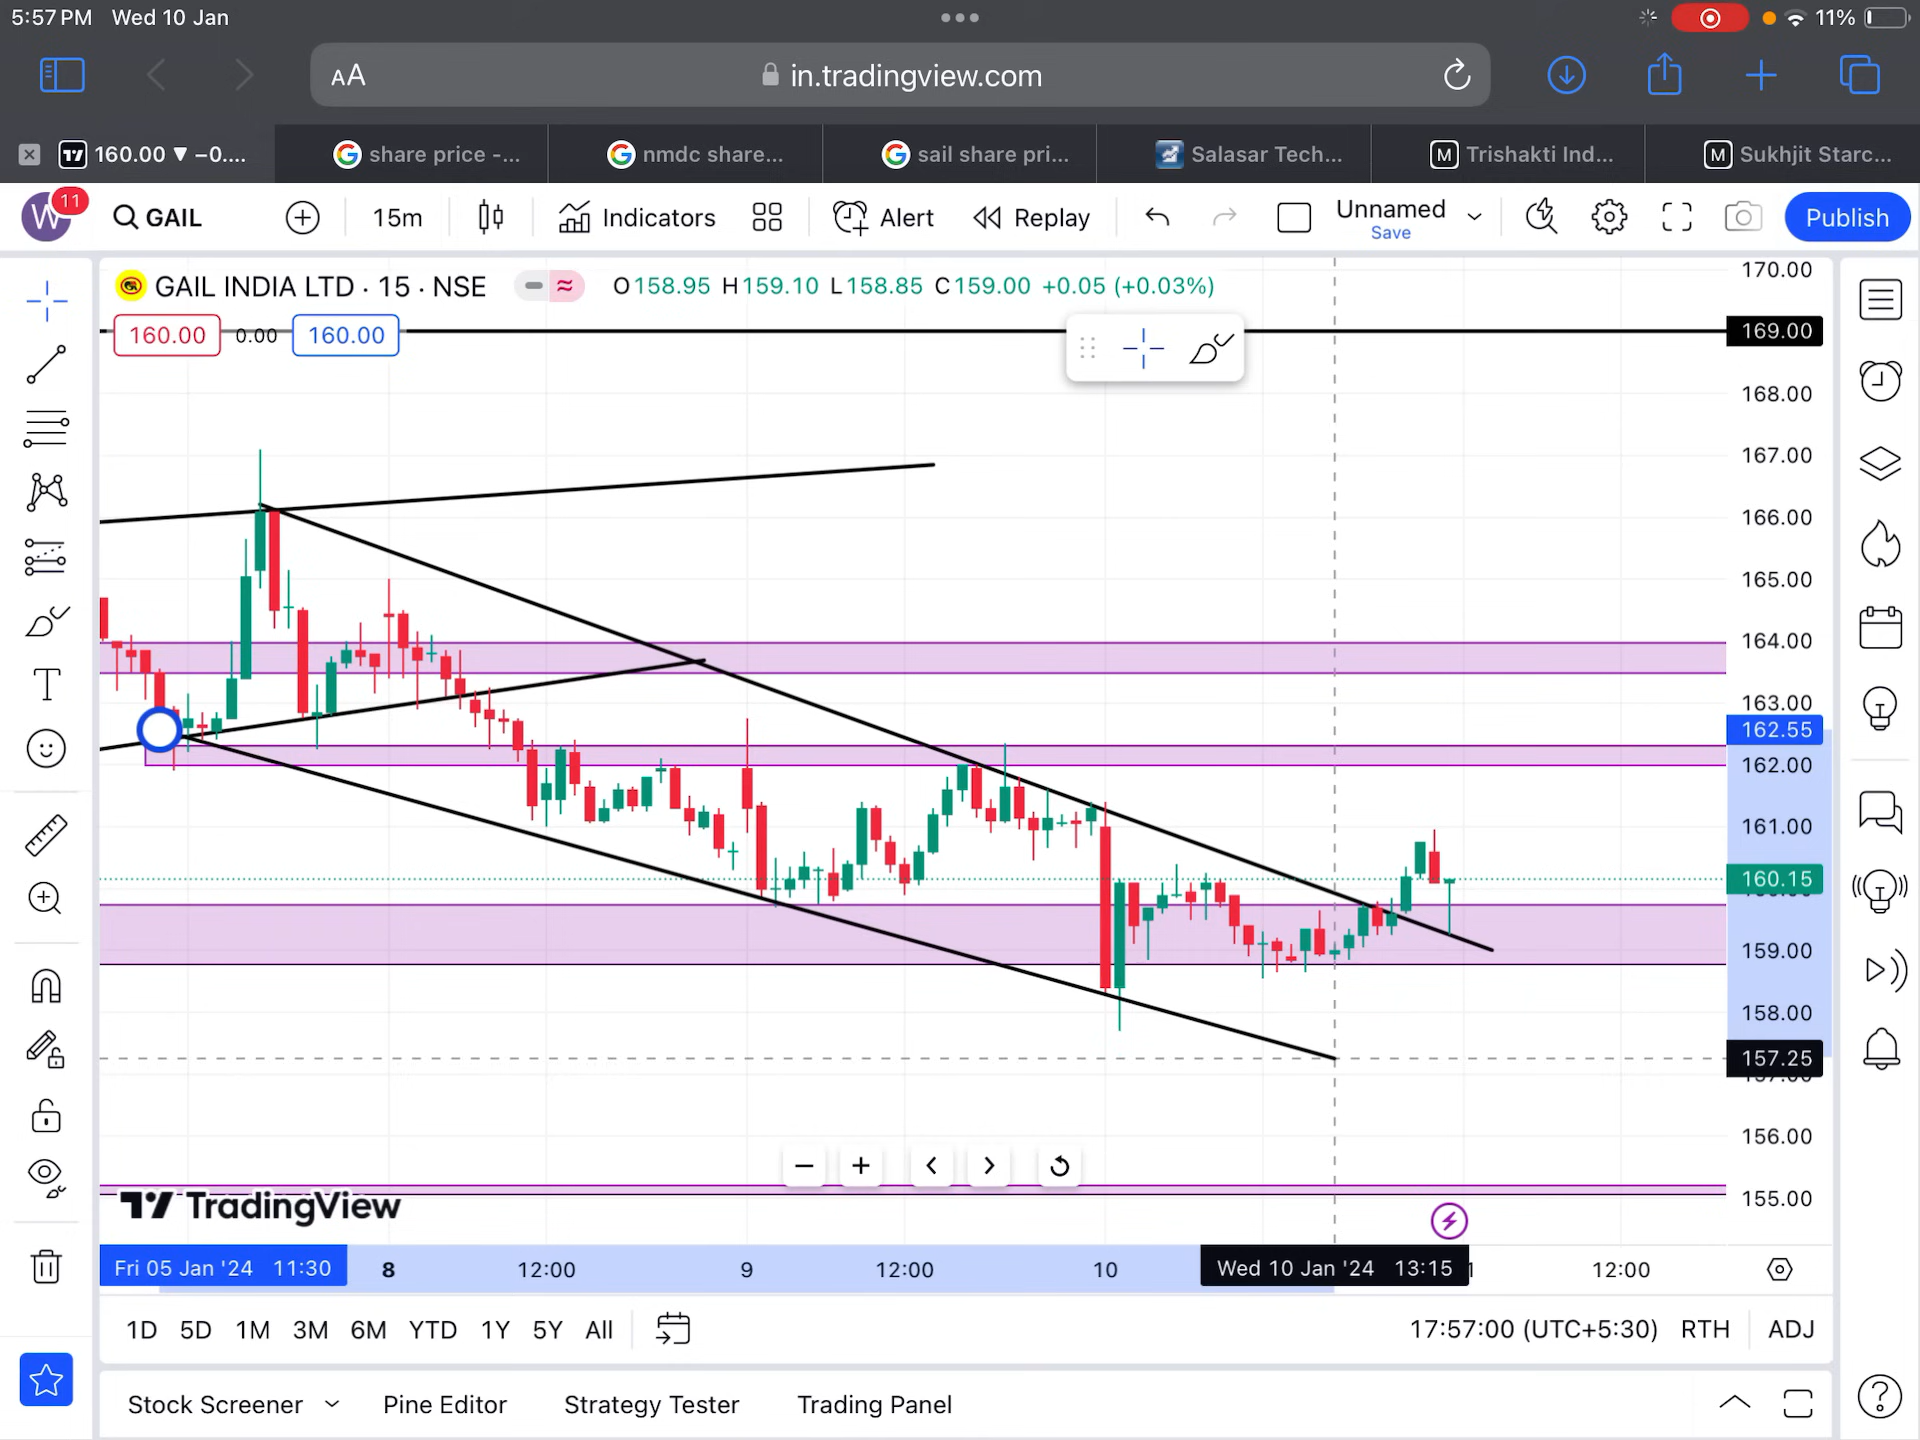 5:57 PM Wed 10 Jan
11%
AA
in.tradingview.com
160.00 ▼ −0....
share price -...
nmdc share...
sail share pri...
Salasar Tech...
Trishakti Ind...
Sukhjit Starc...
W 11
GAIL
15m
Indicators
Alert
Replay
Unnamed
Save
Publish
GAIL INDIA LTD · 15 · NSE
O158.95 H159.10 L158.85 C159.00 +0.05 (+0.03%)
160.00 0.00 160.00
170.00
169.00
168.00
167.00
166.00
165.00
164.00
163.00
162.55
162.00
161.00
160.15
159.00
158.00
157.25
156.00
155.00
TradingView
Fri 05 Jan '24 11:30
8
12:00
9
12:00
10
Wed 10 Jan '24 13:15
12:00
1D 5D 1M 3M 6M YTD 1Y 5Y All
17:57:00 (UTC+5:30) RTH ADJ
Stock Screener
Pine Editor
Strategy Tester
Trading Panel